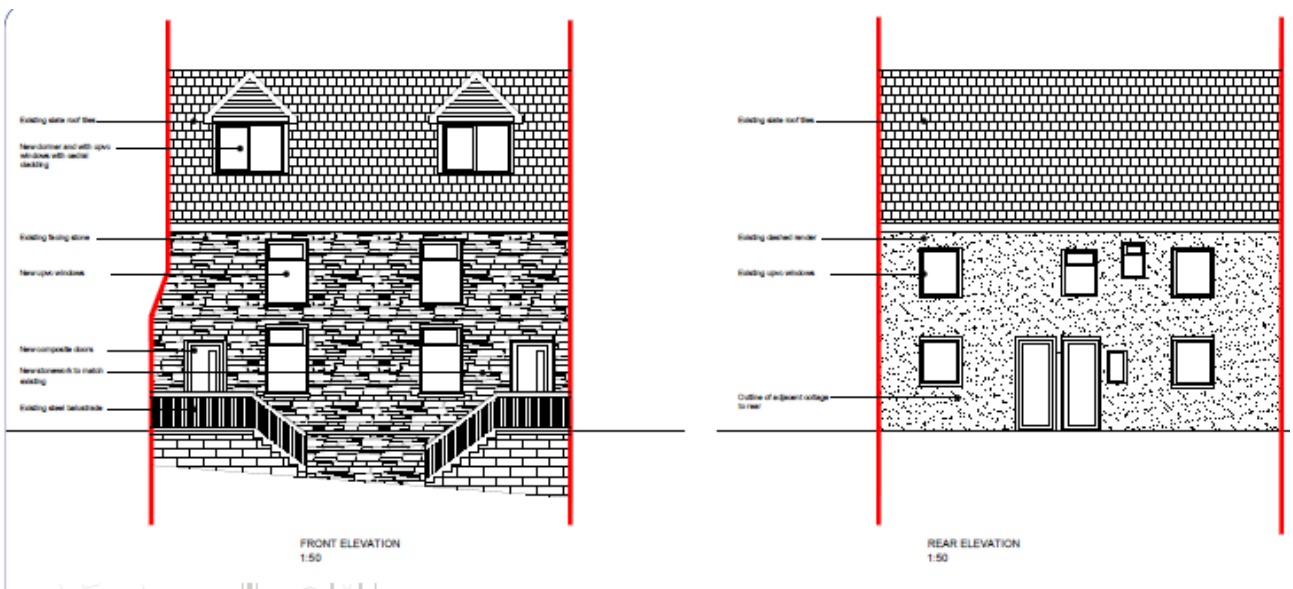 Existing slate roof tiles
New dormer and with upvc
windows with sadial
cladding
Existing facing stone
New upvc windows
New composite doors
New stonework to match
existing
Existing steel balustrade
FRONT ELEVATION
1:50
Existing slate roof tiles
Existing dashed render
Existing upvc windows
Outline of adjacent cottage
to rear
REAR ELEVATION
1:50